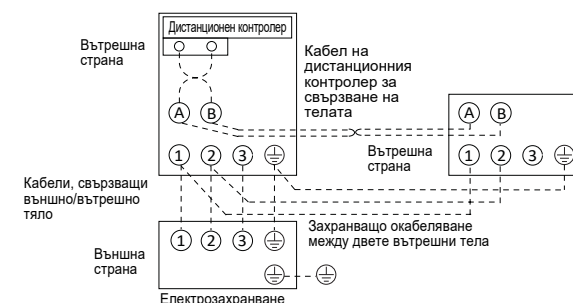 Дистанционен контролер
Вътрешна
страна
Кабел на
дистанционния
контролер за
свързване на
телата
A B
A B
1 2 3
Вътрешна
страна
1 2 3
Кабели, свързващи
външно/вътрешно
тяло
Захранващо окабеляване
между двете вътрешни тела
1 2 3
Външна
страна
Електрозахранване